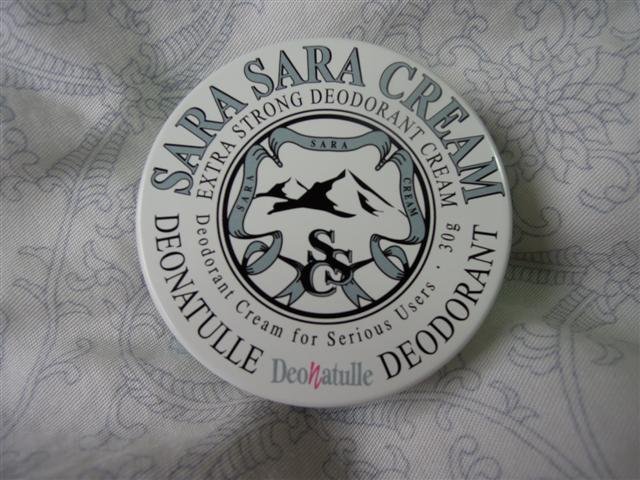 SARA SARA CREAM
EXTRA STRONG DEODORANT CREAM
SARA SARA CREAM
SSC
Deodorant Cream for Serious Users · 30g
DEONATULLE DEODORANT
DeoNatulle